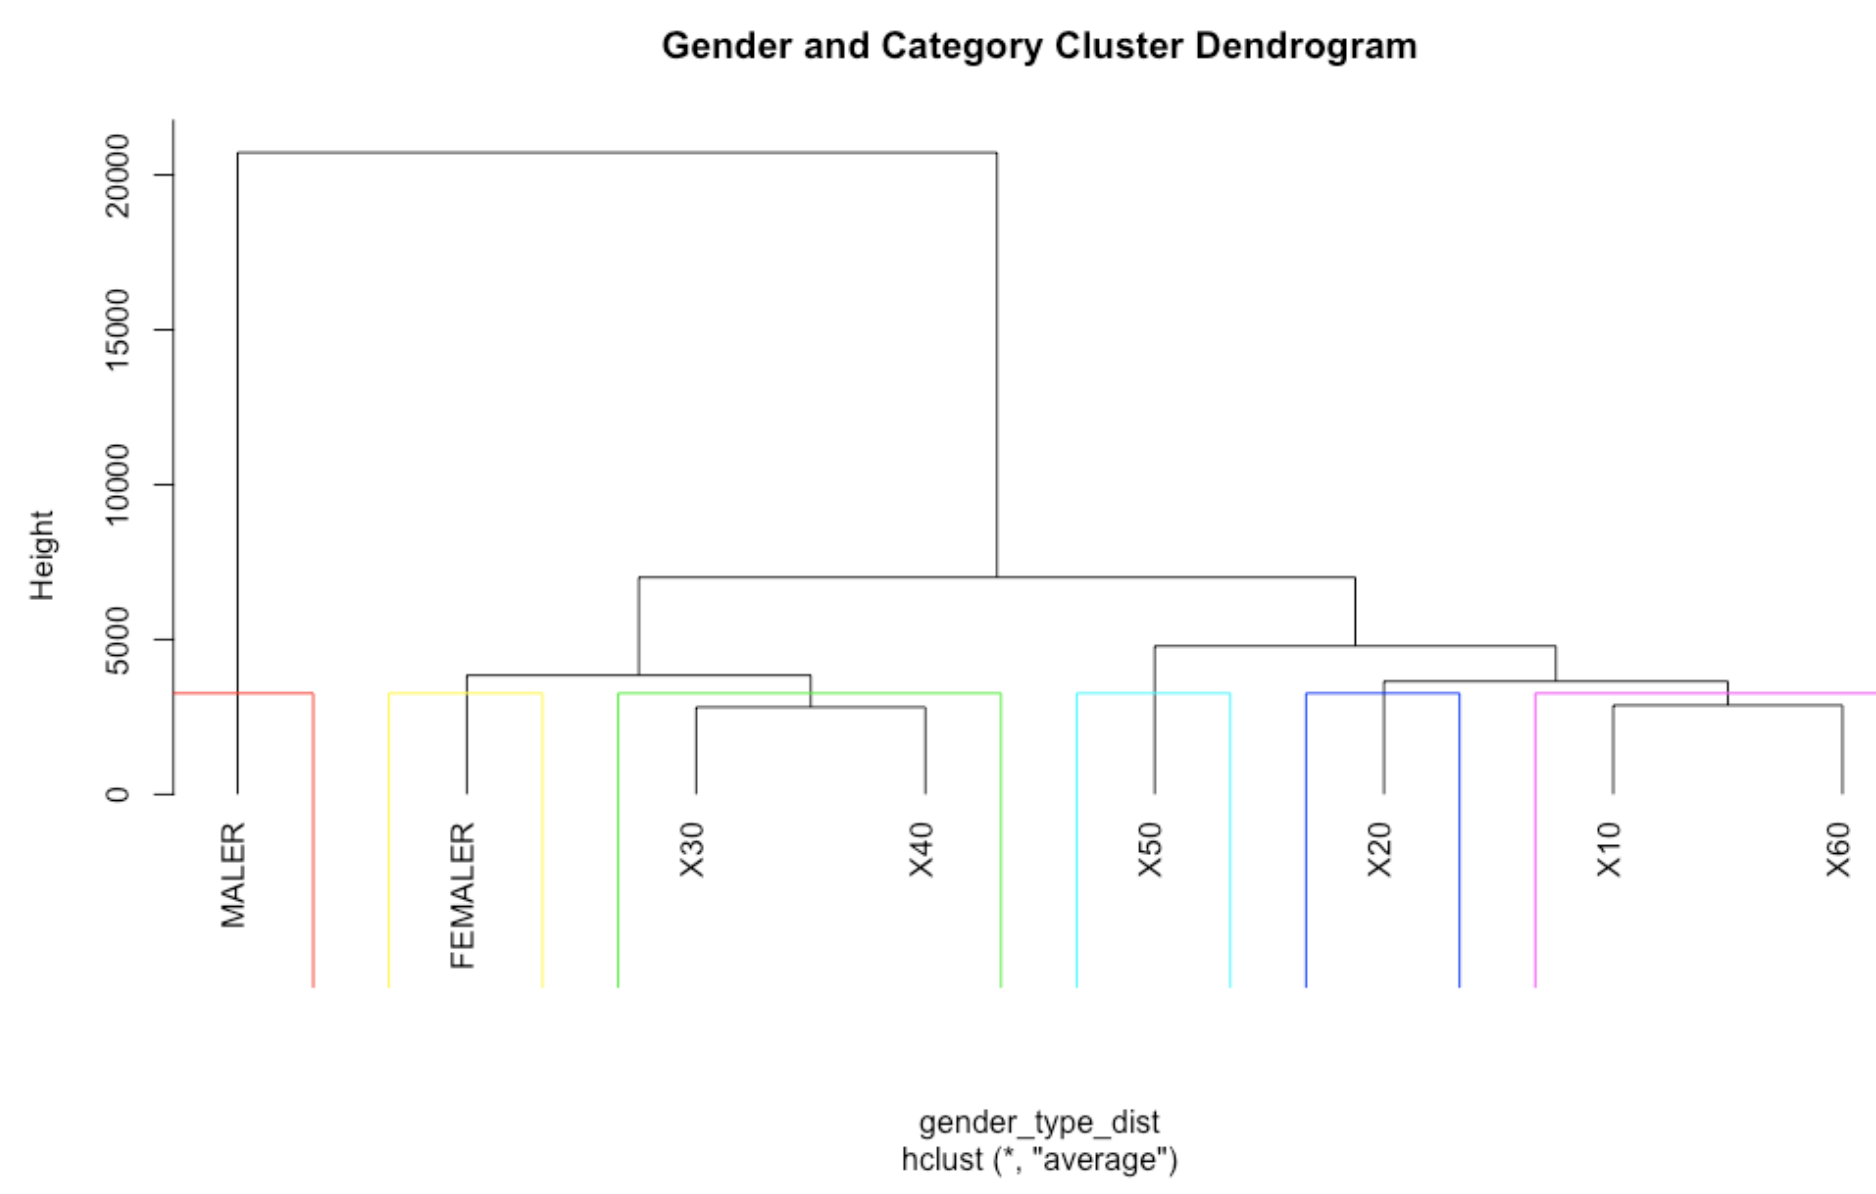 Gender and Category Cluster Dendrogram
Height
20000
15000
10000
5000
0
MALER
FEMALER
X30
X40
X50
X20
X10
X60
gender_type_dist
hclust (*, "average")